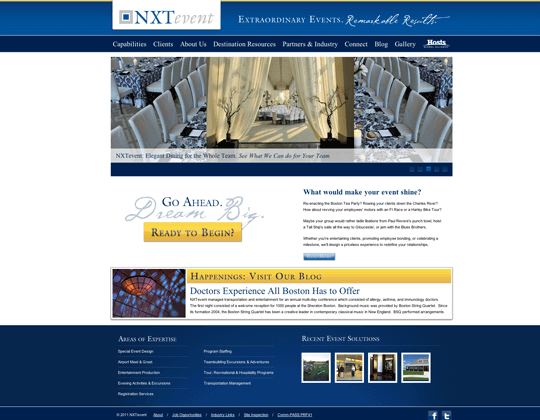 NXTevent
Extraordinary Events. Remarkable Results.
Capabilities Clients About Us Destination Resources Partners & Industry Connect Blog Gallery Hosts
NXTevent: Elegant Dining for the Whole Team. See What We Can do for Your Team
Go Ahead.
Dream Big.
Ready to Begin?
What would make your event shine?
Re-enacting the Boston Tea Party? Rowing your clients down the Charles River?
How about revving your employees' motors with an F1 Race or a Harley Bike Tour?
Maybe your group would rather taste libations from Paul Revere's punch bowl, hoist
a Tall Ship's sails all the way to Gloucester, or jam with the Blues Brothers.
Whether you're entertaining clients, promoting employee bonding, or celebrating a
milestone, we'll design a priceless experience to redefine your relationships.
Happenings: Visit Our Blog
Doctors Experience All Boston Has to Offer
NXTevent managed transportation and entertainment for an annual multi-day conference which consisted of allergy, asthma, and immunology doctors.
The first night consisted of a welcome reception for 1000 people at the Sheraton Boston. Background music was provided by Boston String Quartet. Since
its formation 2004, the Boston String Quartet has been a creative leader in contemporary classical music in New England. BSQ performed arrangements
Areas of Expertise
Special Event Design
Airport Meet & Greet
Entertainment Production
Evening Activities & Excursions
Registration Services
Program Staffing
Teambuilding Excursions & Adventures
Tour, Recreational & Hospitality Programs
Transportation Management
Recent Event Solutions
© 2011 NXTevent About / Job Opportunities / Industry Links / Site Inspection / Comm-PASS PRF41